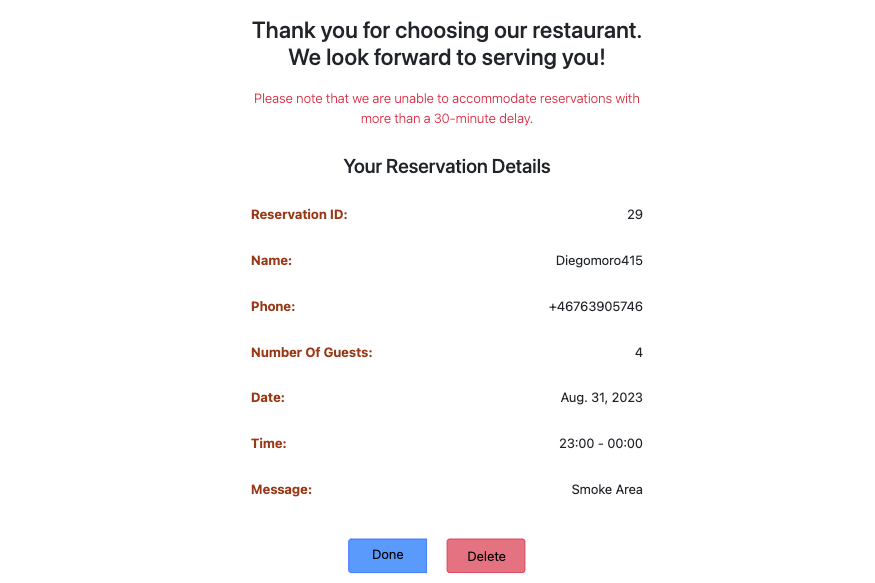 Thank you for choosing our restaurant.
We look forward to serving you!
Please note that we are unable to accommodate reservations with
more than a 30-minute delay.
Your Reservation Details
Reservation ID: 29
Name: Diegomoro415
Phone: +46763905746
Number Of Guests: 4
Date: Aug. 31, 2023
Time: 23:00 - 00:00
Message: Smoke Area
Done Delete